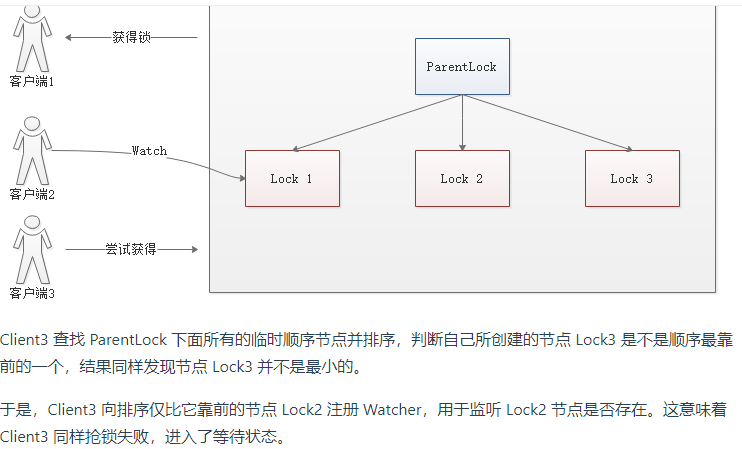 获得锁
客户端1
ParentLock
Watch
客户端2
Lock 1
Lock 2
Lock 3
尝试获得
客户端3
Client3 查找 ParentLock 下面所有的临时顺序节点并排序，判断自己所创建的节点 Lock3 是不是顺序最靠
前的一个，结果同样发现节点 Lock3 并不是最小的。
于是，Client3 向排序仅比它靠前的节点 Lock2 注册 Watcher，用于监听 Lock2 节点是否存在。这意味着
Client3 同样抢锁失败，进入了等待状态。